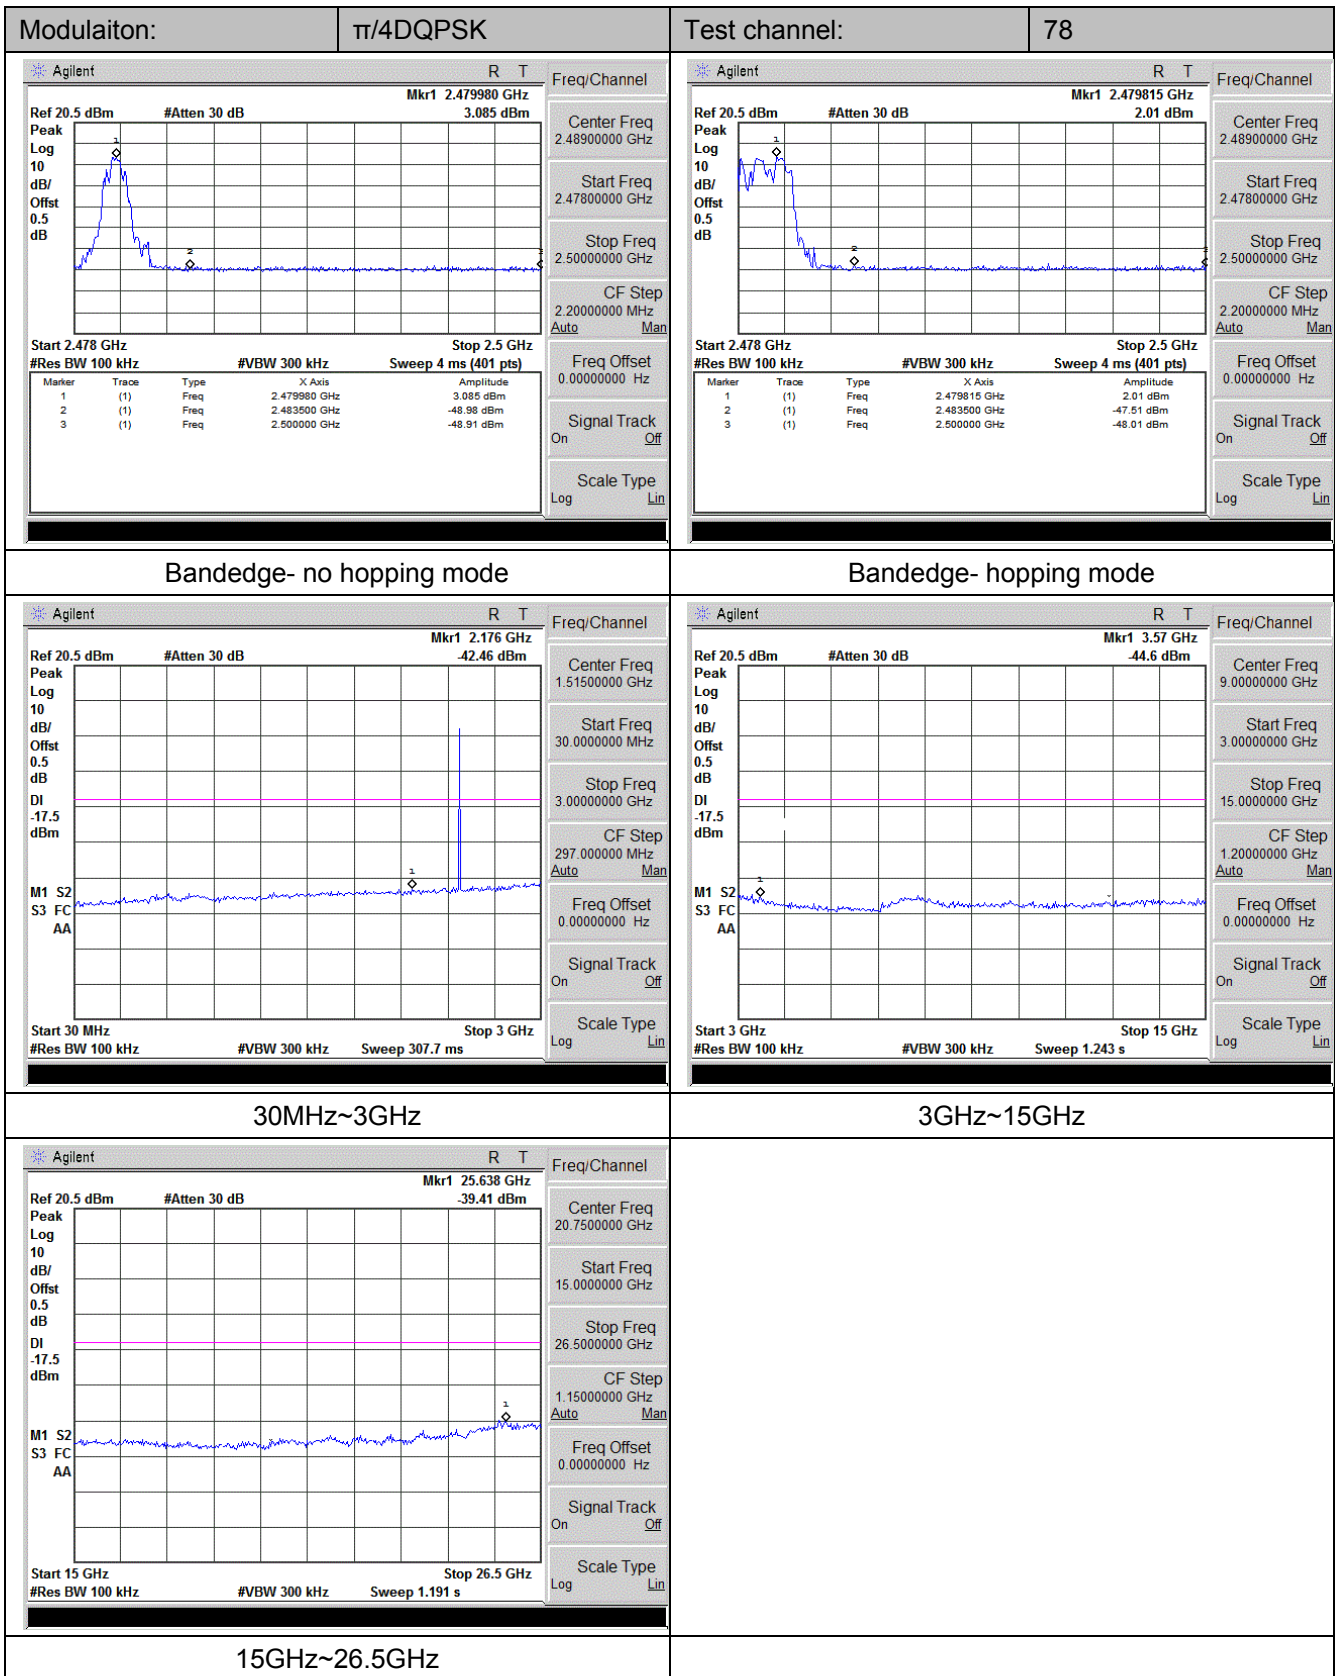 Modulaiton: π/4DQPSK Test channel: 78
Agilent R T
Mkr1 2.479980 GHz
Ref 20.5 dBm #Atten 30 dB 3.085 dBm
Peak
Log
10
dB/
Offst
0.5
dB
1
2
Start 2.478 GHz Stop 2.5 GHz
#Res BW 100 kHz #VBW 300 kHz Sweep 4 ms (401 pts)
Marker Trace Type X Axis Amplitude
1 (1) Freq 2.479980 GHz 3.085 dBm
2 (1) Freq 2.483500 GHz -48.98 dBm
3 (1) Freq 2.500000 GHz -48.91 dBm
Freq/Channel
Center Freq
2.48900000 GHz
Start Freq
2.47800000 GHz
Stop Freq
2.50000000 GHz
CF Step
2.20000000 MHz
Auto Man
Freq Offset
0.00000000 Hz
Signal Track
On Off
Scale Type
Log Lin
Agilent R T
Mkr1 2.479815 GHz
Ref 20.5 dBm #Atten 30 dB 2.01 dBm
Peak
Log
10
dB/
Offst
0.5
dB
1
2
Start 2.478 GHz Stop 2.5 GHz
#Res BW 100 kHz #VBW 300 kHz Sweep 4 ms (401 pts)
Marker Trace Type X Axis Amplitude
1 (1) Freq 2.479815 GHz 2.01 dBm
2 (1) Freq 2.483500 GHz -47.51 dBm
3 (1) Freq 2.500000 GHz -48.01 dBm
Freq/Channel
Center Freq
2.48900000 GHz
Start Freq
2.47800000 GHz
Stop Freq
2.50000000 GHz
CF Step
2.20000000 MHz
Auto Man
Freq Offset
0.00000000 Hz
Signal Track
On Off
Scale Type
Log Lin
Bandedge- no hopping mode Bandedge- hopping mode
Agilent R T
Mkr1 2.176 GHz
Ref 20.5 dBm #Atten 30 dB -42.46 dBm
Peak
Log
10
dB/
Offst
0.5
dB
DI
-17.5
dBm
1
M1 S2
S3 FC
AA
Start 30 MHz Stop 3 GHz
#Res BW 100 kHz #VBW 300 kHz Sweep 307.7 ms
Freq/Channel
Center Freq
1.51500000 GHz
Start Freq
30.0000000 MHz
Stop Freq
3.00000000 GHz
CF Step
297.000000 MHz
Auto Man
Freq Offset
0.00000000 Hz
Signal Track
On Off
Scale Type
Log Lin
Agilent R T
Mkr1 3.57 GHz
Ref 20.5 dBm #Atten 30 dB -44.6 dBm
Peak
Log
10
dB/
Offst
0.5
dB
DI
-17.5
dBm
1
M1 S2
S3 FC
AA
Start 3 GHz Stop 15 GHz
#Res BW 100 kHz #VBW 300 kHz Sweep 1.243 s
Freq/Channel
Center Freq
9.00000000 GHz
Start Freq
3.00000000 GHz
Stop Freq
15.0000000 GHz
CF Step
1.20000000 GHz
Auto Man
Freq Offset
0.00000000 Hz
Signal Track
On Off
Scale Type
Log Lin
30MHz~3GHz 3GHz~15GHz
Agilent R T
Mkr1 25.638 GHz
Ref 20.5 dBm #Atten 30 dB -39.41 dBm
Peak
Log
10
dB/
Offst
0.5
dB
DI
-17.5
dBm
1
M1 S2
S3 FC
AA
Start 15 GHz Stop 26.5 GHz
#Res BW 100 kHz #VBW 300 kHz Sweep 1.191 s
Freq/Channel
Center Freq
20.7500000 GHz
Start Freq
15.0000000 GHz
Stop Freq
26.5000000 GHz
CF Step
1.15000000 GHz
Auto Man
Freq Offset
0.00000000 Hz
Signal Track
On Off
Scale Type
Log Lin
15GHz~26.5GHz